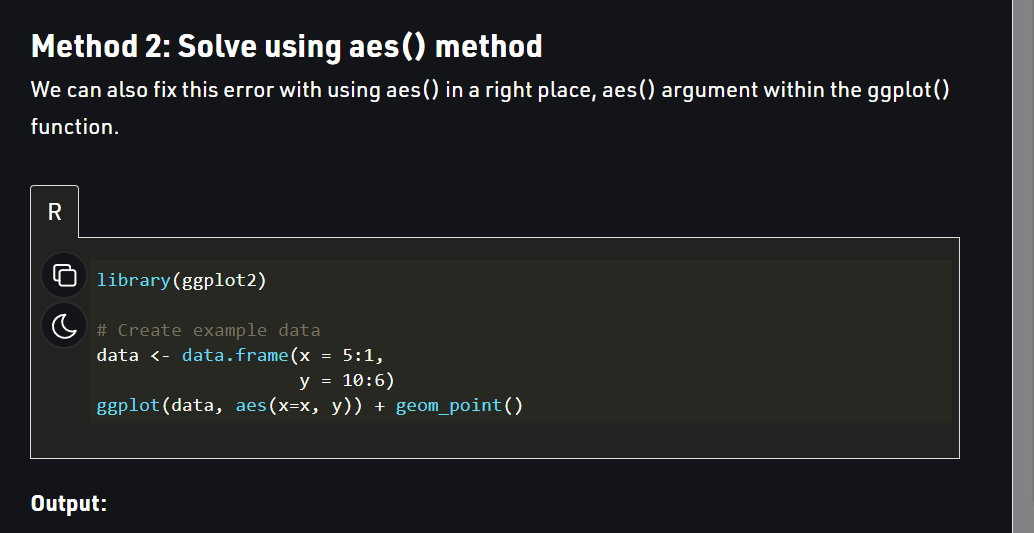 Method 2: Solve using aes() method
We can also fix this error with using aes() in a right place, aes() argument within the ggplot()
function.
R
library(ggplot2)
# Create example data
data <- data.frame(x = 5:1,
                   y = 10:6)
ggplot(data, aes(x=x, y)) + geom_point()
Output: